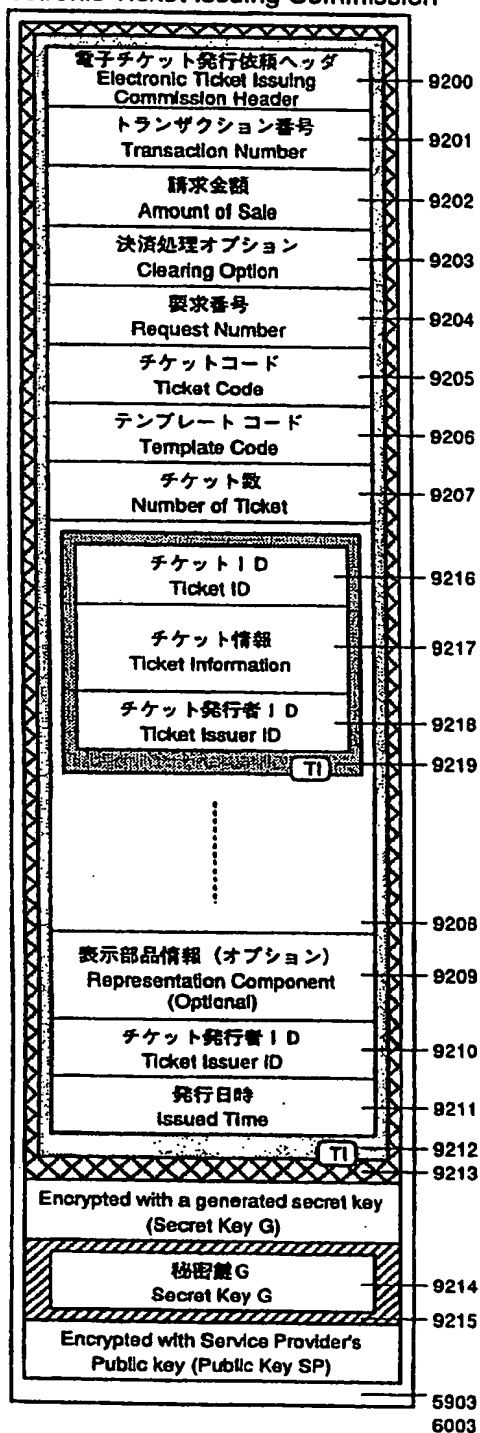 Electronic Ticket Issuing Commission
電子チケット発行依頼ヘッダ
Electronic Ticket Issuing
Commission Header
9200
トランザクション番号
Transaction Number
9201
請求金額
Amount of Sale
9202
決済処理オプション
Clearing Option
9203
要求番号
Request Number
9204
チケットコード
Ticket Code
9205
テンプレート コード
Template Code
9206
チケット数
Number of Ticket
9207
チケットID
Ticket ID
9216
チケット情報
Ticket Information
9217
チケット発行者ID
Ticket Issuer ID
9218
TI
9219
9208
表示部品情報(オプション)
Representation Component
(Optional)
9209
チケット発行者ID
Ticket Issuer ID
9210
発行日時
Issued Time
9211
TI
9212
9213
Encrypted with a generated secret key
(Secret Key G)
秘密鍵G
Secret Key G
9214
9215
Encrypted with Service Provider's
Public key (Public Key SP)
5903
6003